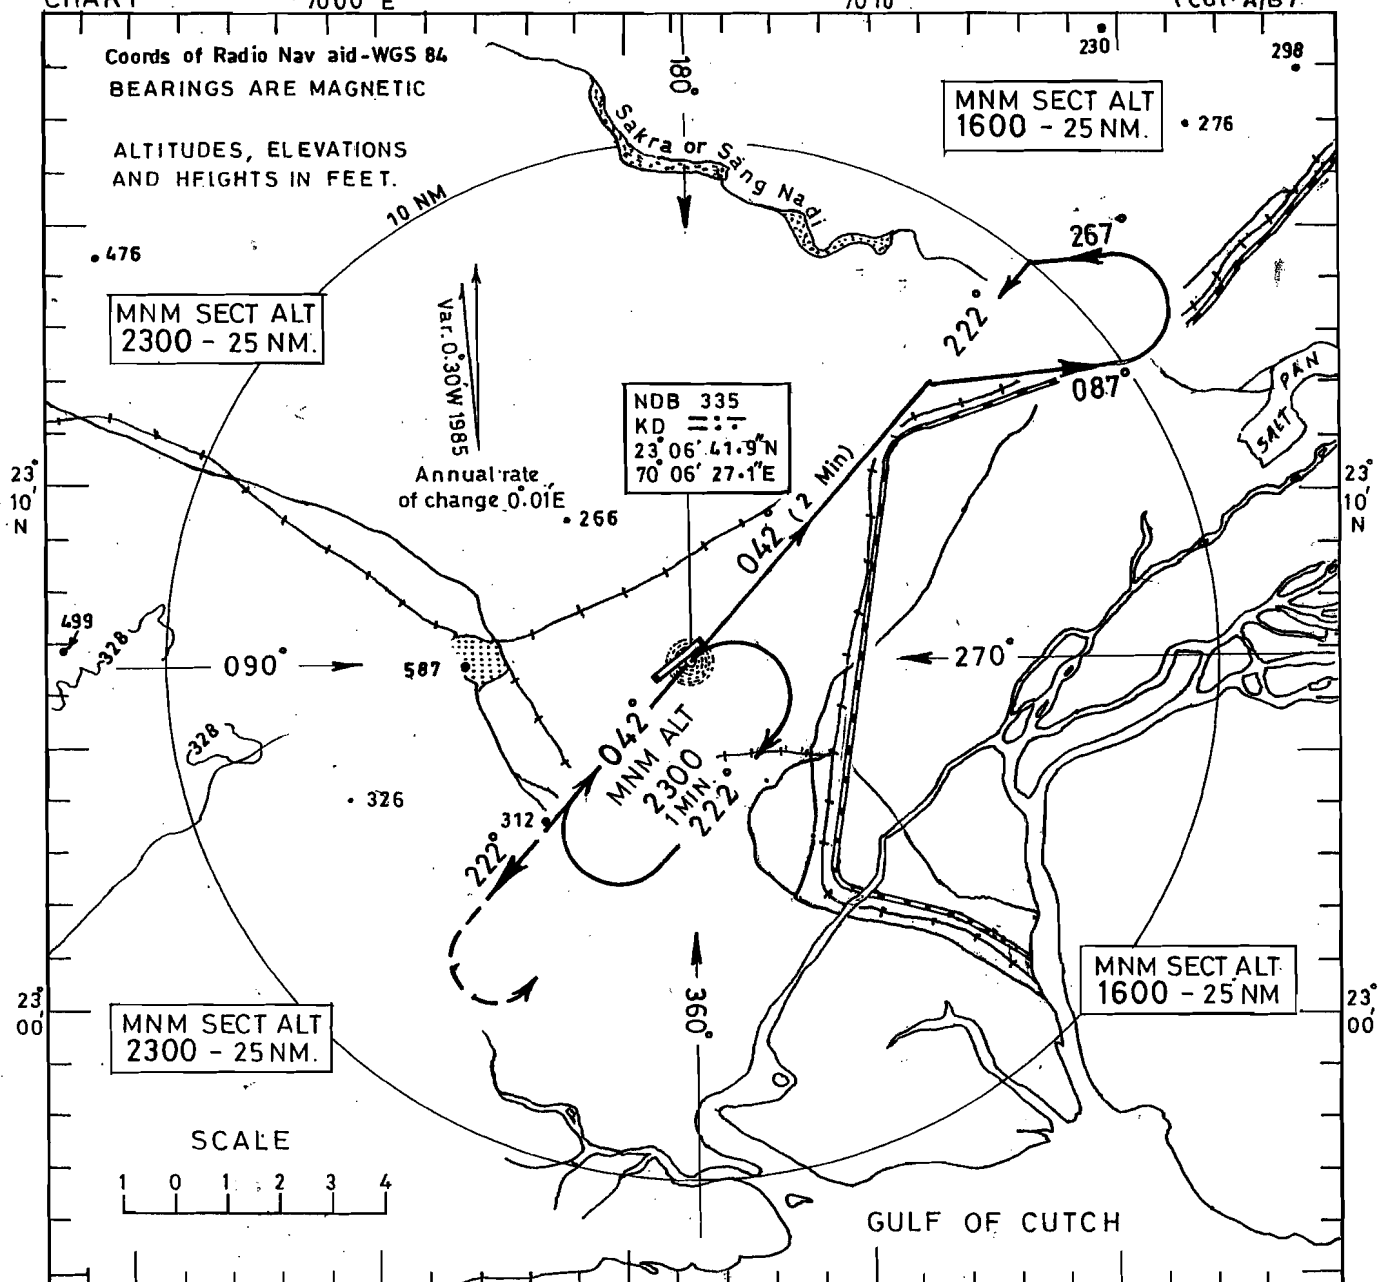 CHART 70°00' E 70°10' (CGT-A/B)
Coords of Radio Nav aid-WGS 84
BEARINGS ARE MAGNETIC
ALTITUDES, ELEVATIONS
AND HEIGHTS IN FEET.
180°
230
298
MNM SECT ALT
1600 - 25 NM.
276
Sakra or Sang Nadi
10 NM
476
267°
MNM SECT ALT
2300 - 25 NM.
Var. 0°.30'W 1985
222°
087°
PAN
SALT
NDB 335
KD
23° 06' 41.9"N
70° 06' 27.1"E
Annual rate
of change 0.01'E
266
23°
10'
N
23°
10'
N
042° (2 Min)
499
328
090°
587
270°
042°
MNM ALT
2300
1 MIN.
222°
328
326
312
222°
360°
MNM SECT ALT
1600 - 25 NM
23°
00'
23°
00'
MNM SECT ALT
2300 - 25 NM.
SCALE
1 0 1 2 3 4
GULF OF CUTCH